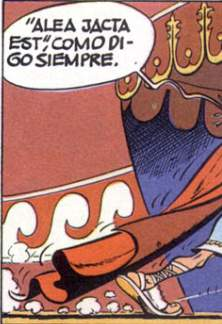 "ALEA JACTA
EST", COMO DI-
GO SIEMPRE.